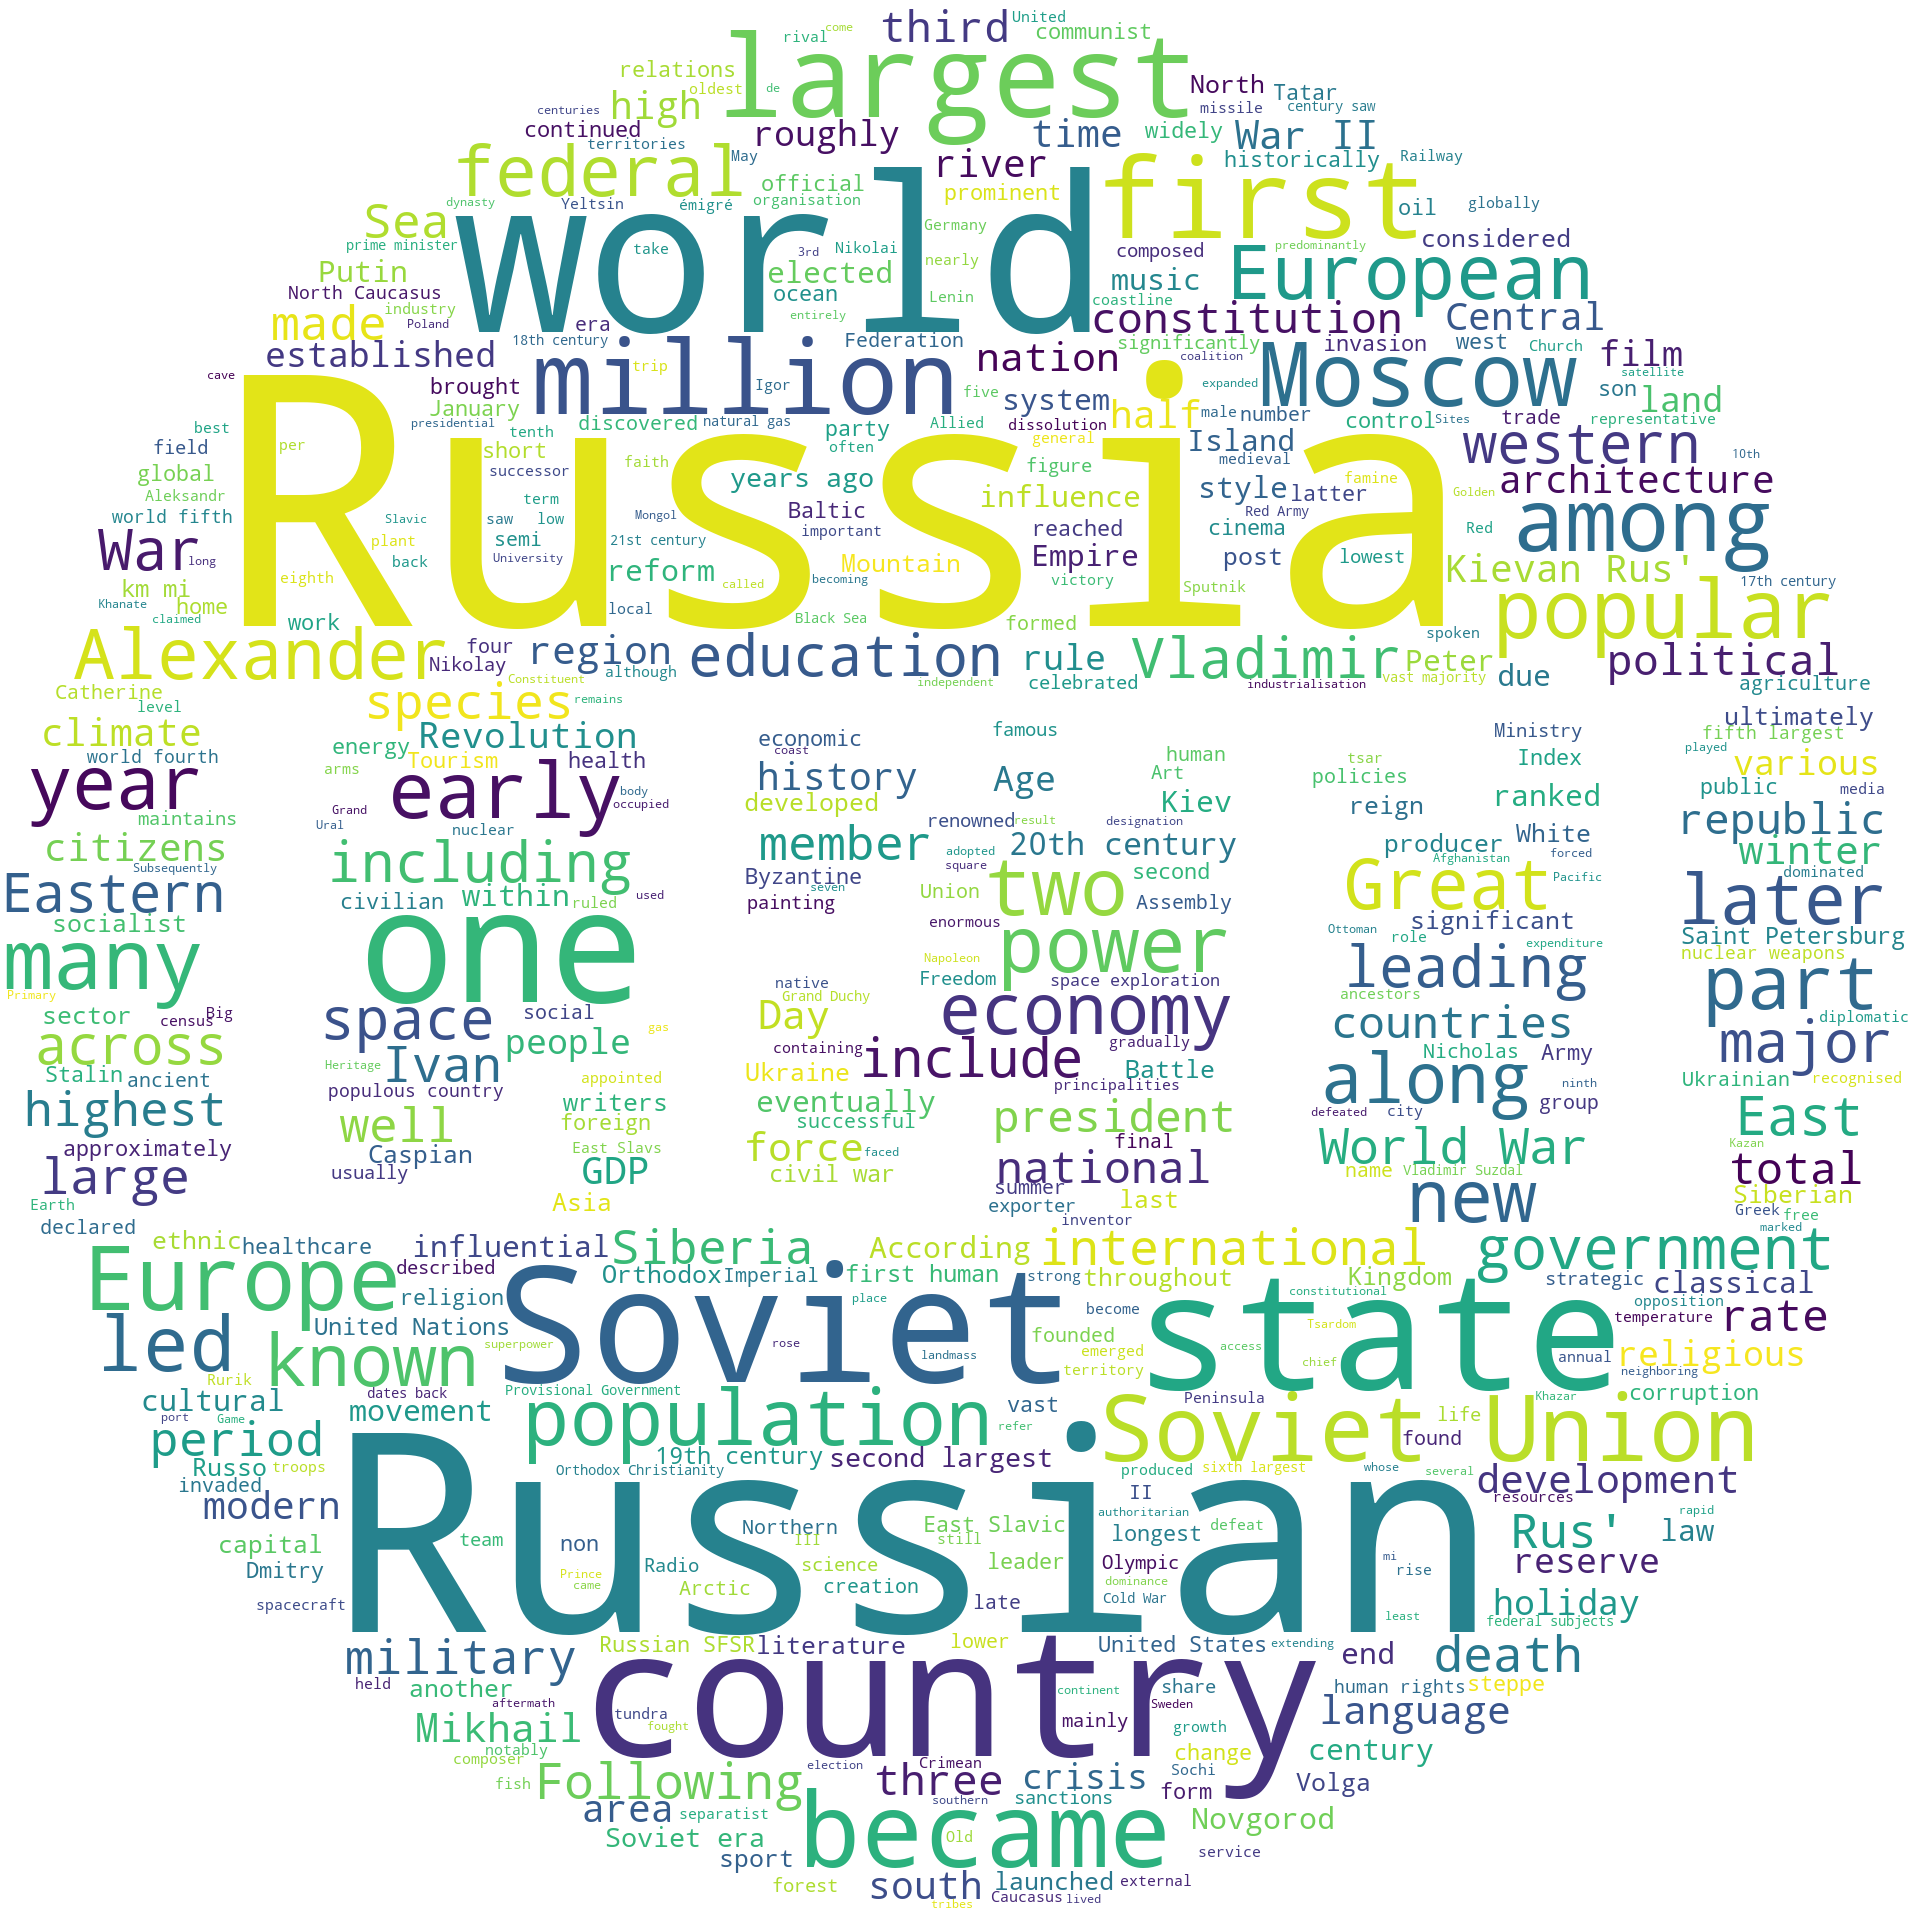 come
United
third
rival
communist
largest
relations
oldest
de
North
Tatar
high
centuries
missile
century saw
continued
roughly
time
widely
War II
territories
federal
May
river
first
historically
Railway
official
prominent
world
dynasty
Yeltsin
émigré
organisation
oil
globally
Sea
prime minister
take
3rd
Nikolai
Germany
composed
European
predominantly
considered
Putin
elected
nearly
music
North Caucasus
ocean
Lenin
coastline
industry
entirely
constitution
Central
made
Poland
era
18th century
Federation
significantly
invasion
west
Church
film
established
million
nation
coalition
Moscow
cave
brought
trip
Igor
five
system
expanded
son
satellite
land
January
presidential
discovered
natural gas
party
Allied
dissolution
half
male
number
control
Sites
trade
representative
best
tenth
often
general
Island
western
field
per
short
Russia
faith
figure
medieval
10th
global
successor
years ago
influence
style
latter
famine
architecture
Aleksandr
term
Baltic
Golden
world fifth
Slavic
saw
low
Mongol
important
reached
cinema
Red Army
Red
among
War
long
plant
semi
21st century
Empire
post
lowest
back
University
reform
Mountain
km mi
eighth
called
becoming
victory
Sputnik
Kievan Rus'
17th century
Khanate
home
local
popular
claimed
work
Black Sea
formed
Alexander
four
region
education
rule
Vladimir
spoken
Peter
political
Nikolay
although
celebrated
vast majority
due
Catherine
Constituent
independent
industrialisation
agriculture
level
species
remains
climate
Revolution
economic
famous
Ministry
ultimately
world fourth
energy
health
coast
human
tsar
Index
fifth largest
played
year
arms
Tourism
history
Age
Art
policies
various
early
body
developed
Kiev
reign
ranked
public
media
maintains
Grand
occupied
Ural
nuclear
renowned
result
designation
republic
citizens
member
20th century
producer
White
winter
including
adopted
Afghanistan
forced
Subsequently
Byzantine
square
second
Great
Pacific
dominated
Eastern
civilian
within
ruled
used
seven
Union
two
Assembly
later
socialist
painting
enormous
significant
many
one
power
Ottoman
role
expenditure
Saint Petersburg
Napoleon
leading
nuclear weapons
Primary
native
Freedom
space exploration
ancestors
part
sector
census
Big
space
social
Grand Duchy
economy
countries
diplomatic
across
people
gas
Day
containing
gradually
Nicholas
Army
major
Stalin
ancient
Heritage
Ivan
appointed
Ukraine
include
Battle
along
ninth
Ukrainian
recognised
highest
populous country
writers
eventually
principalities
defeated
city
group
East
well
foreign
successful
president
approximately
Caspian
East Slavs
force
faced
final
World War
Kazan
large
usually
GDP
civil war
national
name
Vladimir Suzdal
total
Earth
Asia
summer
last
new
Siberian
exporter
Greek
free
declared
ethnic
healthcare
influential
Siberia
According
inventor
international
government
marked
Europe
described
Orthodox
Imperial
first human
strong
throughout
Kingdom
strategic
classical
religion
Soviet
place
become
constitutional
state
opposition
led
United Nations
founded
Tsardom
temperature
rate
known
superpower
rose
landmass
emerged
access
chief
annual
religious
Rurik
territory
neighboring
cultural
dates back
Provisional Government
vast
Peninsula
Khazar
corruption
port
Game
movement
population
refer
Soviet Union
life
period
19th century
second largest
found
Russo
troops
Orthodox Christianity
produced
sixth largest
whose
several
development
invaded
II
resources
modern
Russian
authoritarian
rapid
capital
team
non
Northern
III
East Slavic
still
longest
defeat
Rus'
law
Dmitry
Radio
science
leader
Olympic
mi
rise
reserve
Prince
came
Arctic
creation
dominance
spacecraft
late
Cold War
least
holiday
federal subjects
military
Russian SFSR
literature
lower
United States
extending
end
death
held
another
country
continent
share
human rights
steppe
aftermath
tundra
Sweden
language
Mikhail
fought
mainly
growth
notably
composer
change
century
election
Crimean
Sochi
fish
Following
three
crisis
form
Volga
area
separatist
southern
sanctions
Novgorod
Soviet era
became
Old
sport
service
forest
south
launched
external
Caucasus
lived
tribes